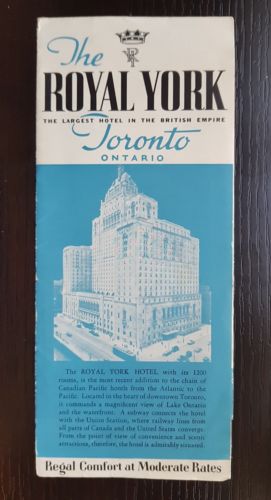 The
RY
ROYAL YORK
THE LARGEST HOTEL IN THE BRITISH EMPIRE
Toronto
ONTARIO
The ROYAL YORK HOTEL with its 1200
rooms, is the most recent addition to the chain of
Canadian Pacific hotels from the Atlantic to the
Pacific. Located in the heart of downtown Toronto,
it commands a magnificent view of Lake Ontario
and the waterfront. A subway connects the hotel
with the Union Station, where railway lines from
all parts of Canada and the United States converge.
From the point of view of convenience and scenic
attractions, therefore, the hotel is admirably situated.
Regal Comfort at Moderate Rates